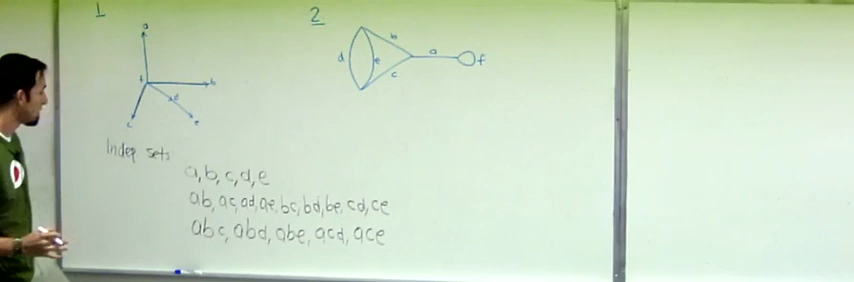 1
2
a
b
f
b
d
e
a
f
c
d
c
e
Indep sets
a, b, c, d, e
ab, ac, ad, ae, bc, bd, be, cd, ce
abc, abd, abe, acd, ace